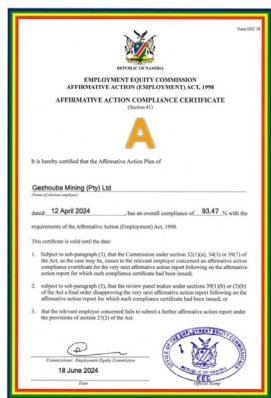 Form EEC 58
REPUBLIC OF NAMIBIA
EMPLOYMENT EQUITY COMMISSION
AFFIRMATIVE ACTION (EMPLOYMENT) ACT, 1998
AFFIRMATIVE ACTION COMPLIANCE CERTIFICATE
(Section 41)
A
It is hereby certified that the Affirmative Action Plan of
Gezhouba Mining (Pty) Ltd
(Name of relevant employer)
dated: 12 April 2024 , has an overall compliance of 93.47 % with the
requirements of the Affirmative Action (Employment) Act, 1998.
This certificate is valid until the date:
1. Subject to sub-paragraph (3), that the Commission under section 32(1)(a), 34(3) or 39(7) of
the Act, as the case may be, issues to the relevant employer concerned an affirmative action
compliance certificate for the very next affirmative action report following on the affirmative
action report for which such compliance certificate had been issued;
2. subject to sub-paragraph (3), that the review panel makes under section 39(1)(b) or (3)(b)
of the Act a final order disapproving the very next affirmative action report following on the
affirmative action report for which such compliance certificate had been issued; or
3. that the relevant employer concerned fails to submit a further affirmative action report under
the provisions of section 27(2) of the Act.
Commissioner: Employment Equity Commission
18 June 2024
Date
OFFICE OF THE EMPLOYMENT EQUITY COMMISSION
REPUBLIC OF NAMIBIA
EEC
Official Stamp